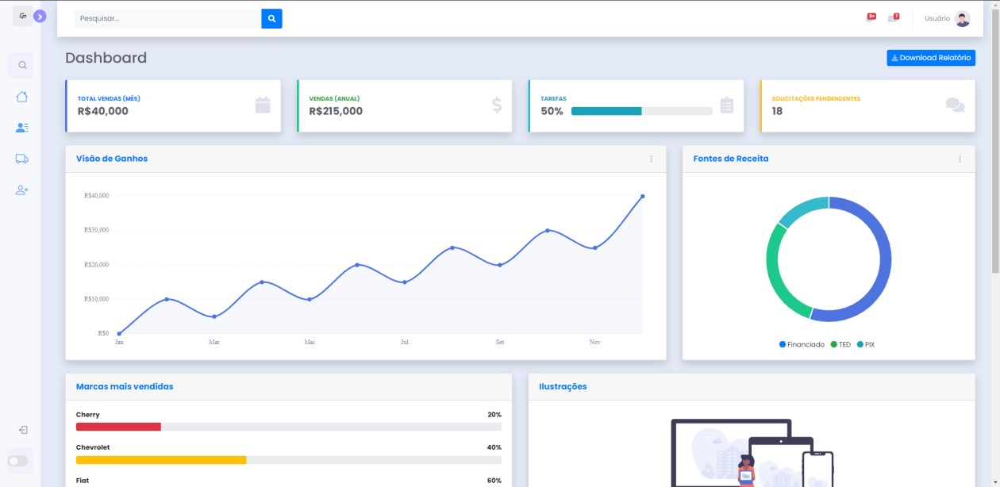 Pesquisar...
3+
7
Usuário
Dashboard
Download Relatório
TOTAL VENDAS (MÊS)
R$40,000
VENDAS (ANUAL)
R$215,000
TAREFAS
50%
SOLICITAÇÕES PENDENDENTES
18
Visão de Ganhos
R$40,000
R$30,000
R$20,000
R$10,000
R$0
Jan Mar Mai Jul Set Nov
Fontes de Receita
Financiado TED PIX
Marcas mais vendidas
Cherry 20%
Chevrolet 40%
Fiat 60%
Ilustrações